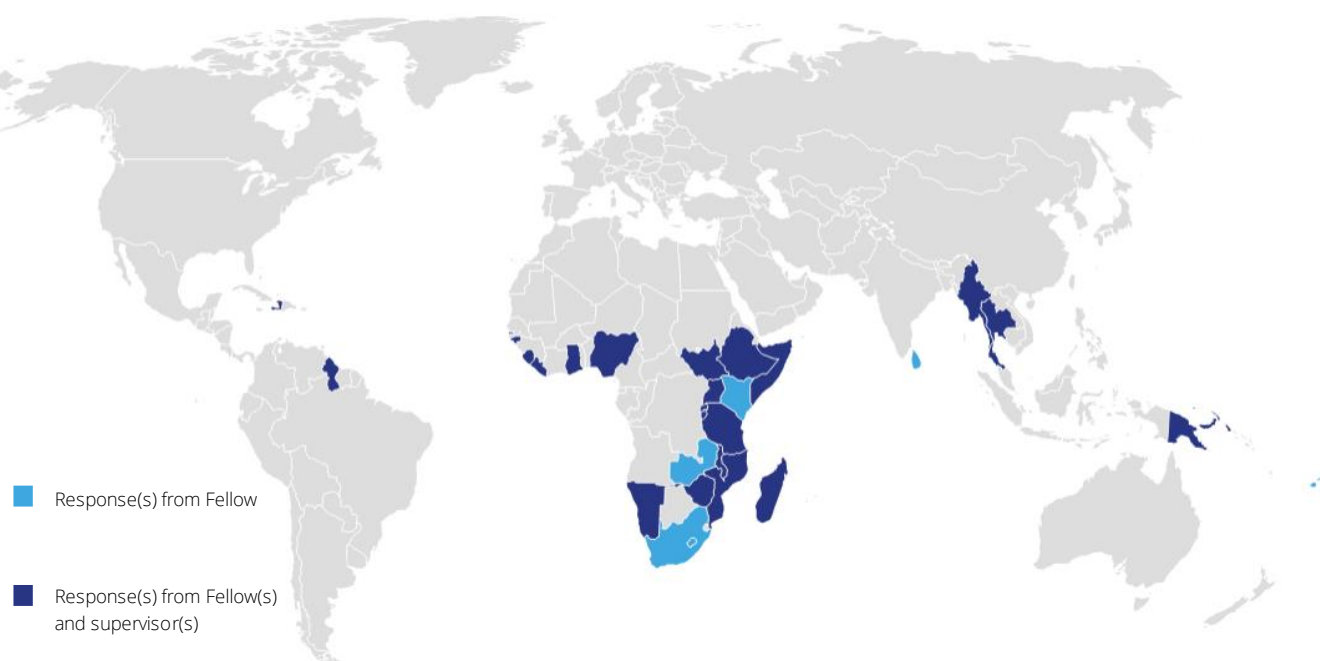 Response(s) from Fellow
Response(s) from Fellow(s)
and supervisor(s)